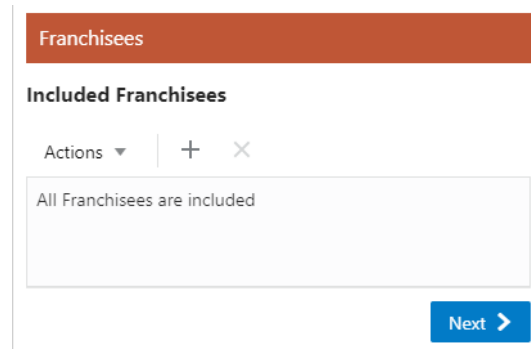 Franchisees
Included Franchisees
Actions
All Franchisees are included
Next